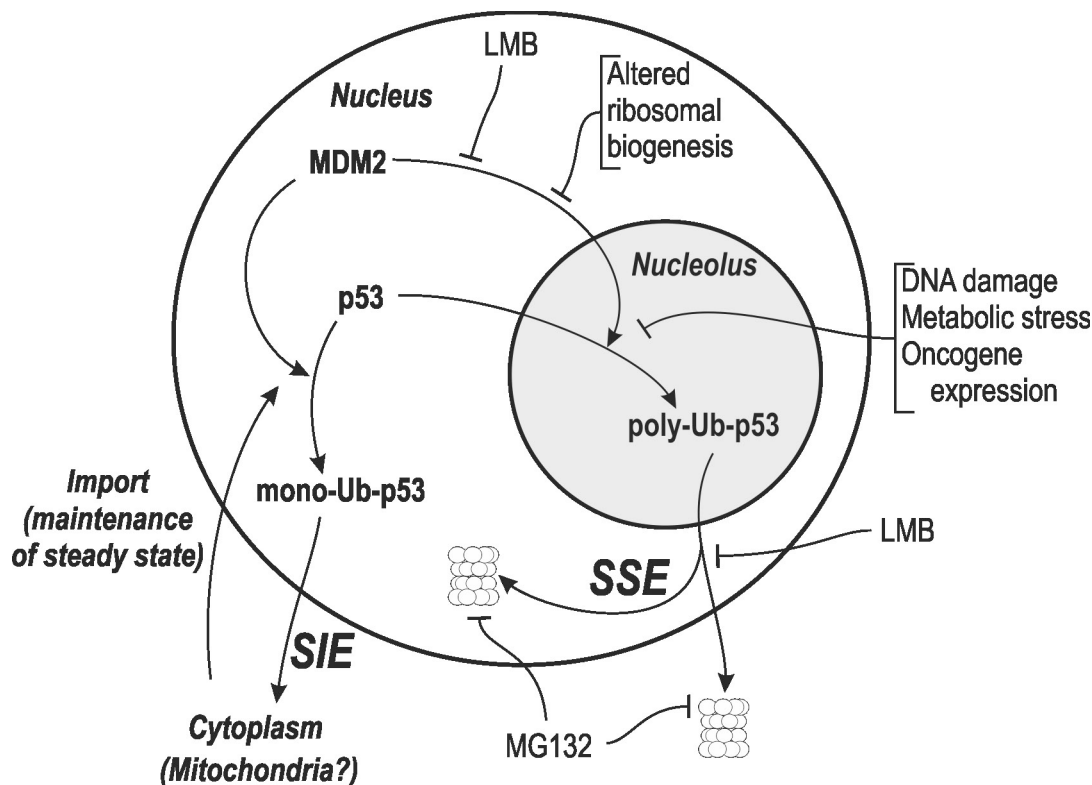 LMB
Nucleus
Altered
ribosomal
biogenesis
MDM2
Nucleolus
DNA damage
Metabolic stress
Oncogene
expression
p53
poly-Ub-p53
Import
(maintenance
of steady state)
mono-Ub-p53
LMB
SSE
SIE
Cytoplasm
(Mitochondria?)
MG132